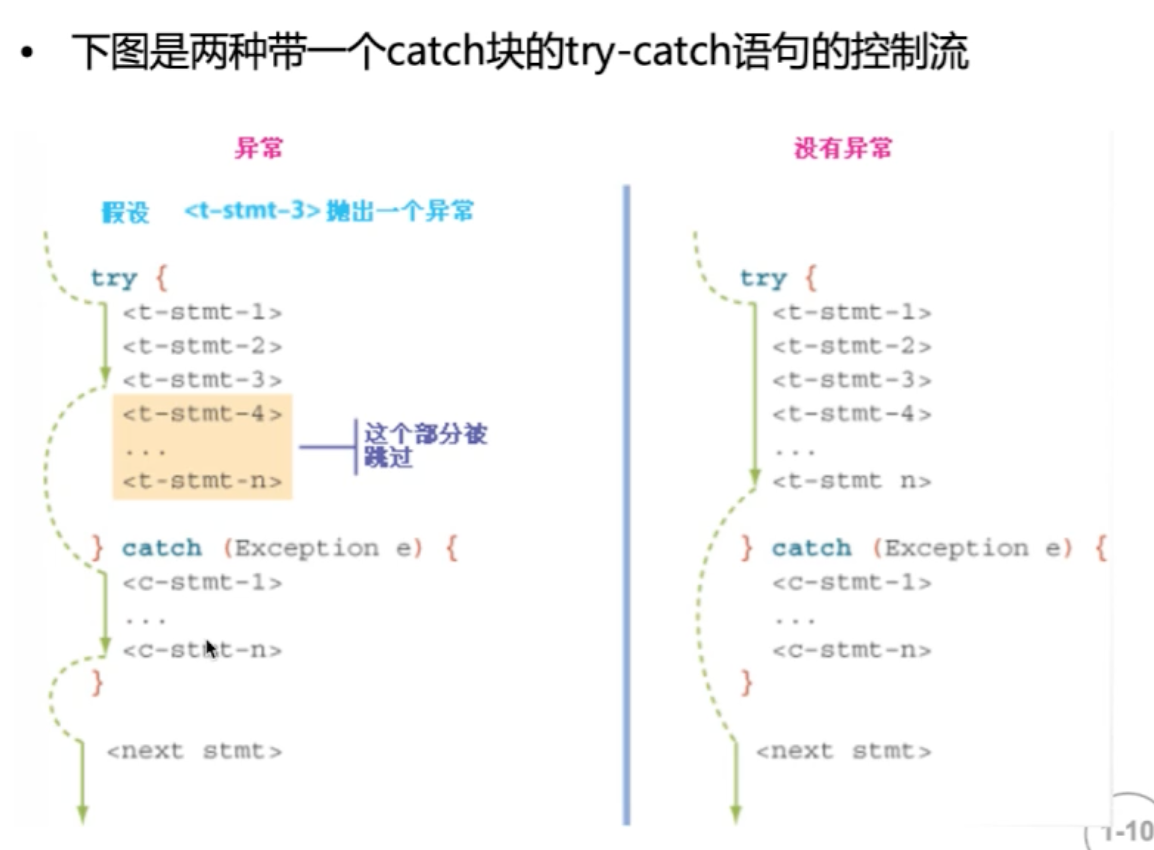 • 下图是两种带一个catch块的try-catch语句的控制流
异常
假设 <t-stmt-3> 抛出一个异常
try {
<t-stmt-1>
<t-stmt-2>
<t-stmt-3>
<t-stmt-4>
...
<t-stmt-n>
这个部分被
跳过
} catch (Exception e) {
<c-stmt-1>
...
<c-stmt-n>
}
<next stmt>
没有异常
try {
<t-stmt-1>
<t-stmt-2>
<t-stmt-3>
<t-stmt-4>
...
<t-stmt n>
} catch (Exception e) {
<c-stmt-1>
...
<c-stmt-n>
}
<next stmt>
1-10